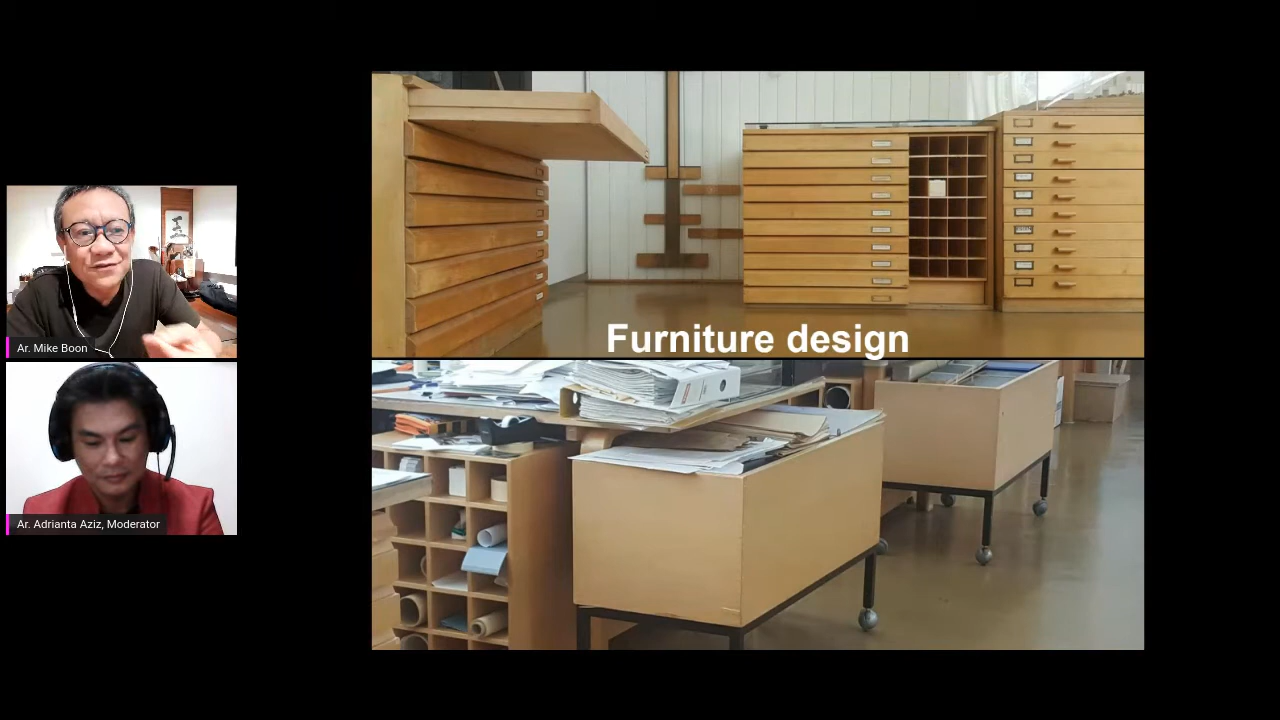 Ar. Mike Boon
Ar. Adrianta Aziz, Moderator
Furniture design